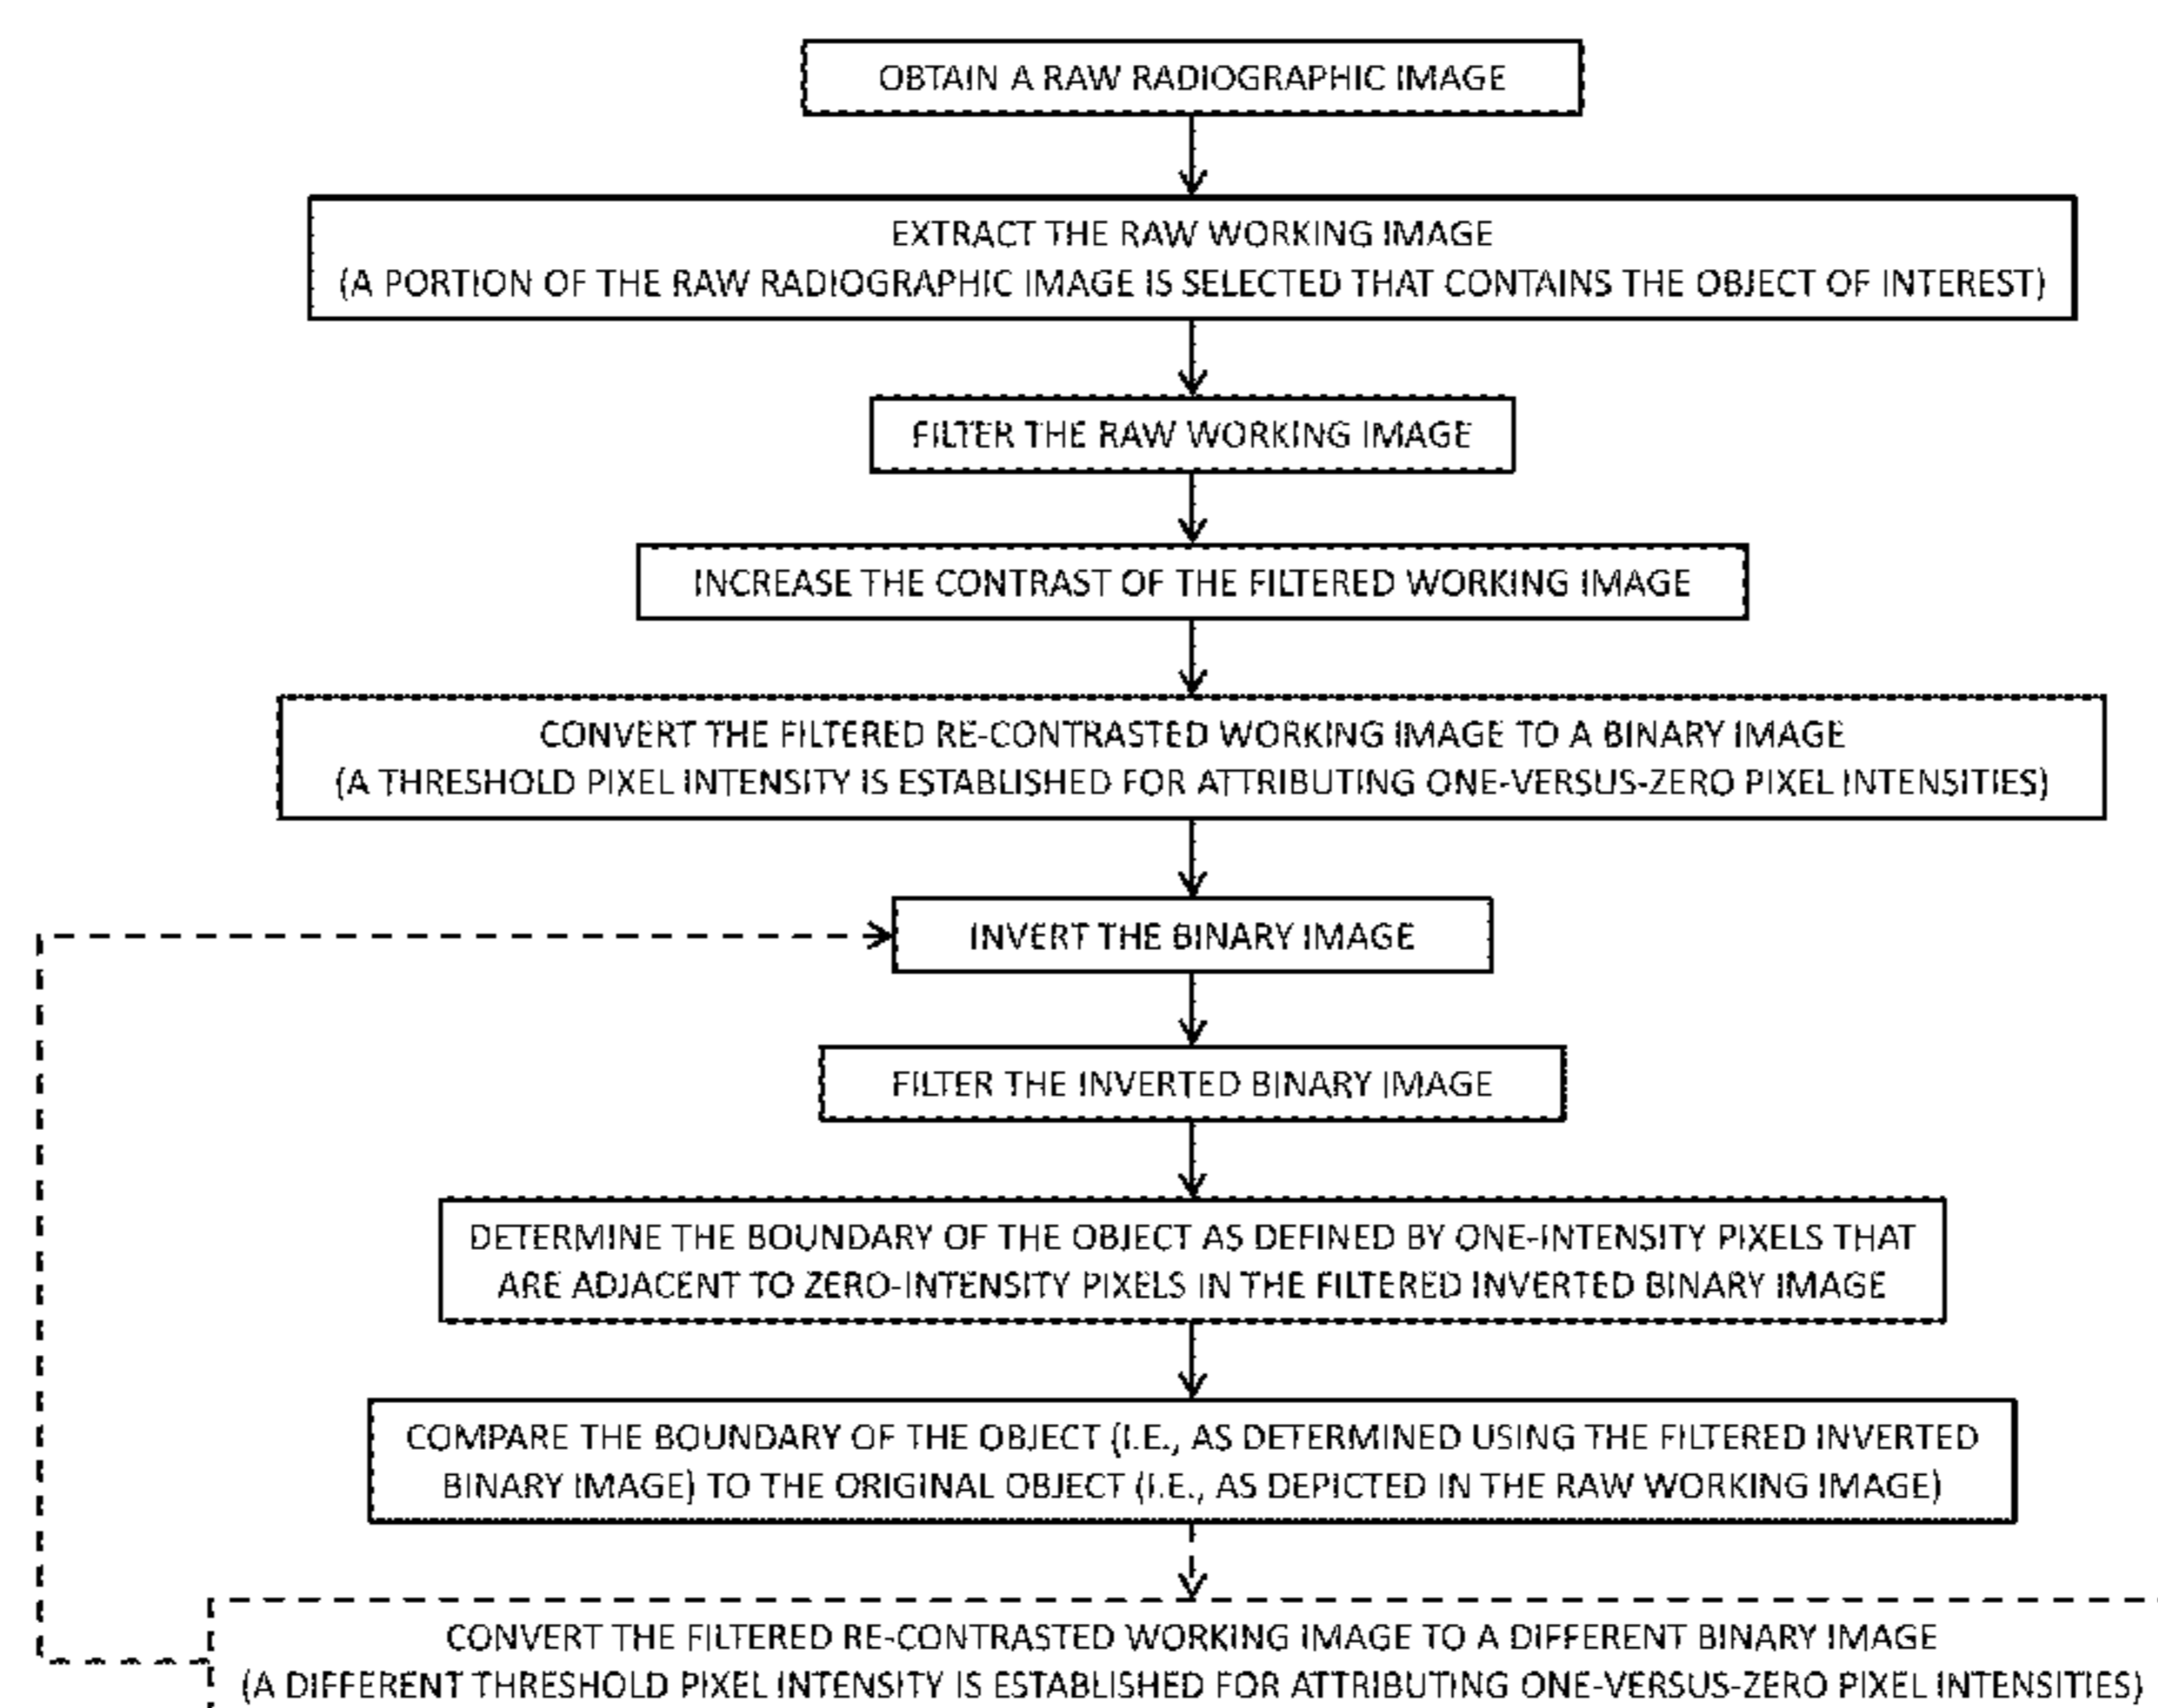 OBTAIN A RAW RADIOGRAPHIC IMAGE
EXTRACT THE RAW WORKING IMAGE
(A PORTION OF THE RAW RADIOGRAPHIC IMAGE IS SELECTED THAT CONTAINS THE OBJECT OF INTEREST)
FILTER THE RAW WORKING IMAGE
INCREASE THE CONTRAST OF THE FILTERED WORKING IMAGE
CONVERT THE FILTERED RE-CONTRASTED WORKING IMAGE TO A BINARY IMAGE
(A THRESHOLD PIXEL INTENSITY IS ESTABLISHED FOR ATTRIBUTING ONE-VERSUS-ZERO PIXEL INTENSITIES)
INVERT THE BINARY IMAGE
FILTER THE INVERTED BINARY IMAGE
DETERMINE THE BOUNDARY OF THE OBJECT AS DEFINED BY ONE-INTENSITY PIXELS THAT
ARE ADJACENT TO ZERO-INTENSITY PIXELS IN THE FILTERED INVERTED BINARY IMAGE
COMPARE THE BOUNDARY OF THE OBJECT (I.E., AS DETERMINED USING THE FILTERED INVERTED
BINARY IMAGE) TO THE ORIGINAL OBJECT (I.E., AS DEPICTED IN THE RAW WORKING IMAGE)
CONVERT THE FILTERED RE-CONTRASTED WORKING IMAGE TO A DIFFERENT BINARY IMAGE
(A DIFFERENT THRESHOLD PIXEL INTENSITY IS ESTABLISHED FOR ATTRIBUTING ONE-VERSUS-ZERO PIXEL INTENSITIES)